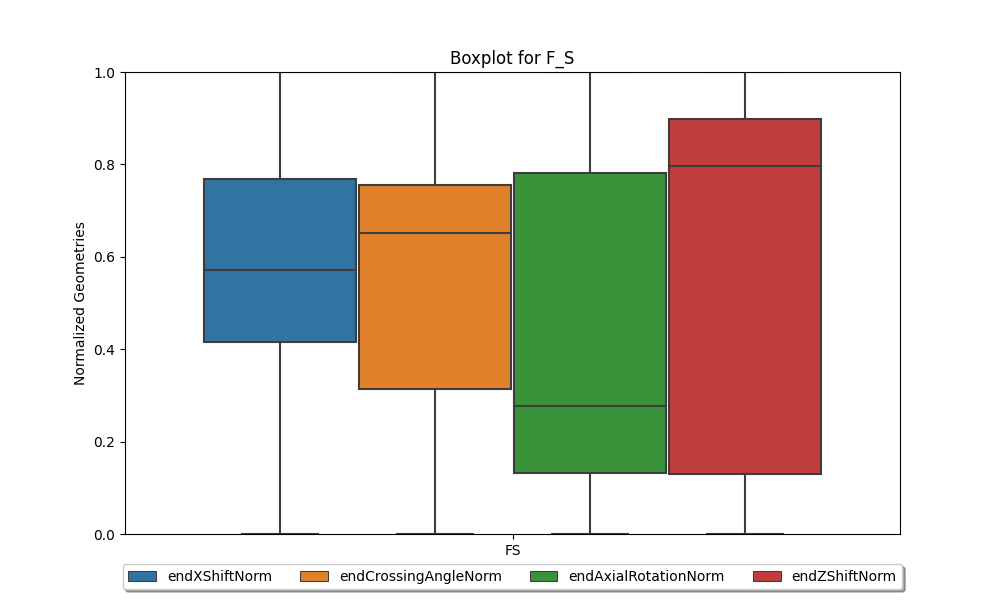 Boxplot for F_S
1.0
0.8
0.6
0.4
0.2
0.0
Normalized Geometries
FS
endXShiftNorm endCrossingAngleNorm endAxialRotationNorm endZShiftNorm